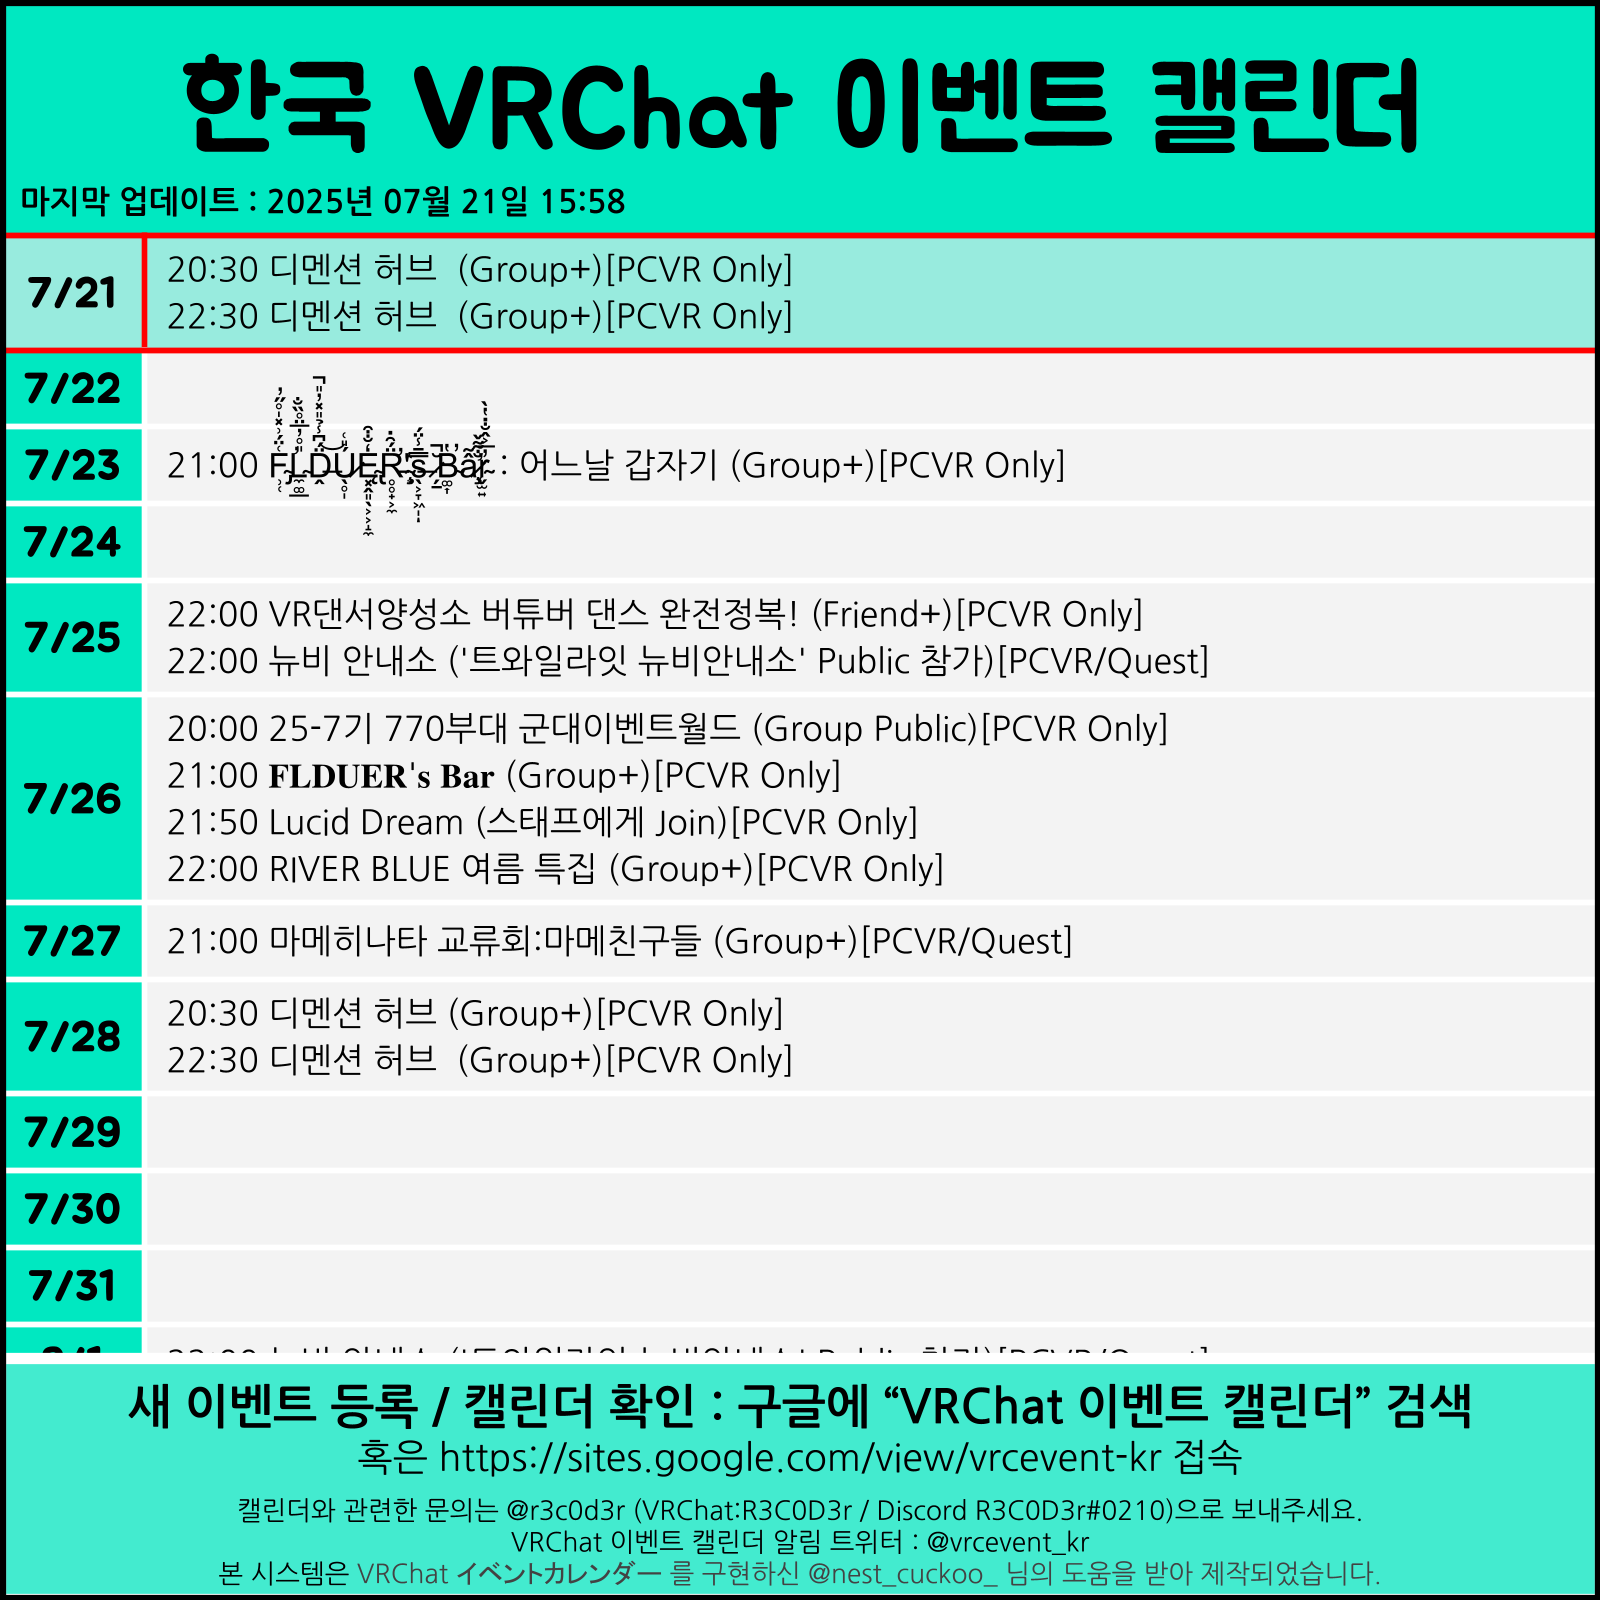 한국 VRChat 이벤트 캘린더
마지막 업데이트 : 2025년 07월 21일 15:58
7/21
20:30 디멘션 허브  (Group+)[PCVR Only]
22:30 디멘션 허브  (Group+)[PCVR Only]
7/22
7/23
21:00 FLDUER's Bar : 어느날 갑자기 (Group+)[PCVR Only]
7/24
7/25
22:00 VR댄서양성소 버튜버 댄스 완전정복! (Friend+)[PCVR Only]
22:00 뉴비 안내소 ('트와일라잇 뉴비안내소' Public 참가)[PCVR/Quest]
7/26
20:00 25-7기 770부대 군대이벤트월드 (Group Public)[PCVR Only]
21:00 𝐅𝐋𝐃𝐔𝐄𝐑'𝐬 𝐁𝐚𝐫 (Group+)[PCVR Only]
21:50 Lucid Dream (스태프에게 Join)[PCVR Only]
22:00 RIVER BLUE 여름 특집 (Group+)[PCVR Only]
7/27
21:00 마메히나타 교류회:마메친구들 (Group+)[PCVR/Quest]
7/28
20:30 디멘션 허브 (Group+)[PCVR Only]
22:30 디멘션 허브  (Group+)[PCVR Only]
7/29
7/30
7/31
새 이벤트 등록 / 캘린더 확인 : 구글에 “VRChat 이벤트 캘린더” 검색
혹은 https://sites.google.com/view/vrcevent-kr 접속
캘린더와 관련한 문의는 @r3c0d3r (VRChat:R3C0D3r / Discord R3C0D3r#0210)으로 보내주세요.
VRChat 이벤트 캘린더 알림 트위터 : @vrcevent_kr
본 시스템은 VRChat イベントカレンダー 를 구현하신 @nest_cuckoo_ 님의 도움을 받아 제작되었습니다.